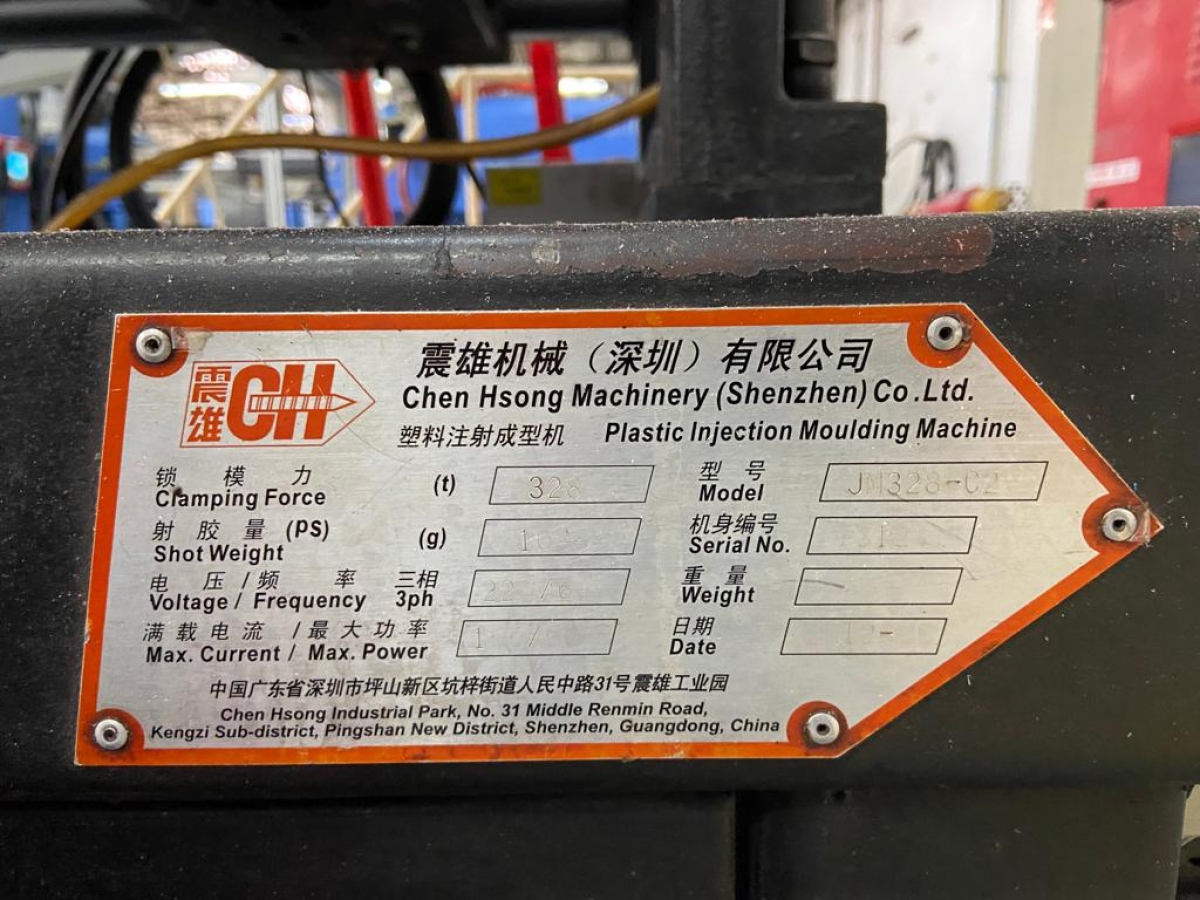 震雄
CH
震雄机械（深圳）有限公司
Chen Hsong Machinery (Shenzhen) Co.Ltd.
塑料注射成型机 Plastic Injection Moulding Machine
锁模力 (t) 328 型号 JM328-C2
Clamping Force Model
射胶量 (ps) (g) 机身编号
Shot Weight Serial No.
电压/频率 三相 重量
Voltage / Frequency 3ph Weight
满载电流/最大功率 日期
Max. Current / Max. Power Date
中国广东省深圳市坪山新区坑梓街道人民中路31号震雄工业园
Chen Hsong Industrial Park, No. 31 Middle Renmin Road,
Kengzi Sub-district, Pingshan New District, Shenzhen, Guangdong, China